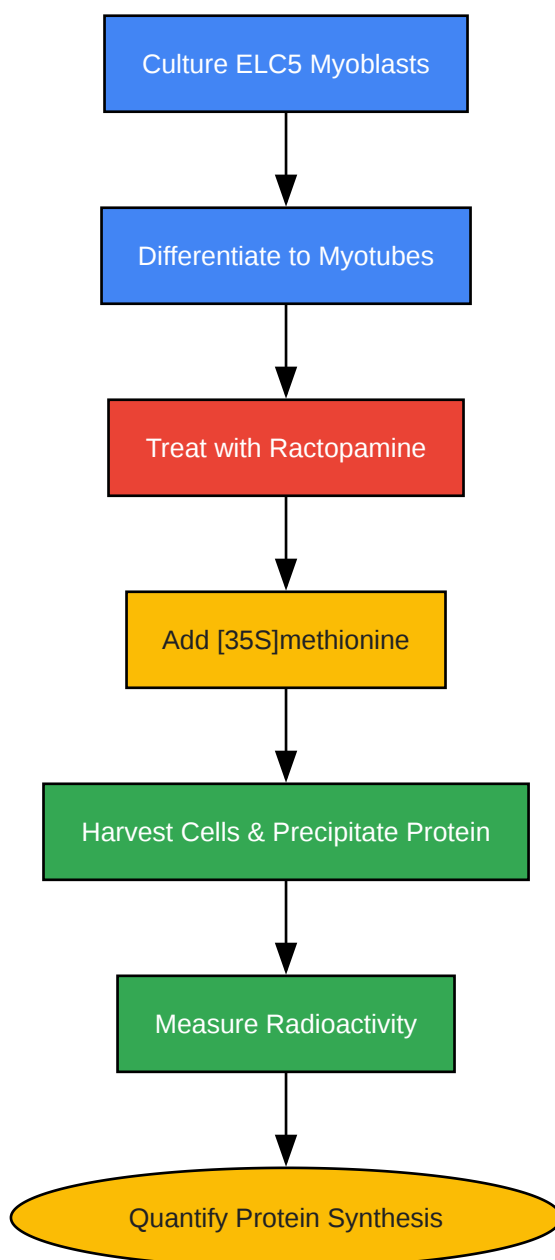 Culture ELC5 Myoblasts
Differentiate to Myotubes
Treat with Ractopamine
Add [35S]methionine
Harvest Cells & Precipitate Protein
Measure Radioactivity
Quantify Protein Synthesis